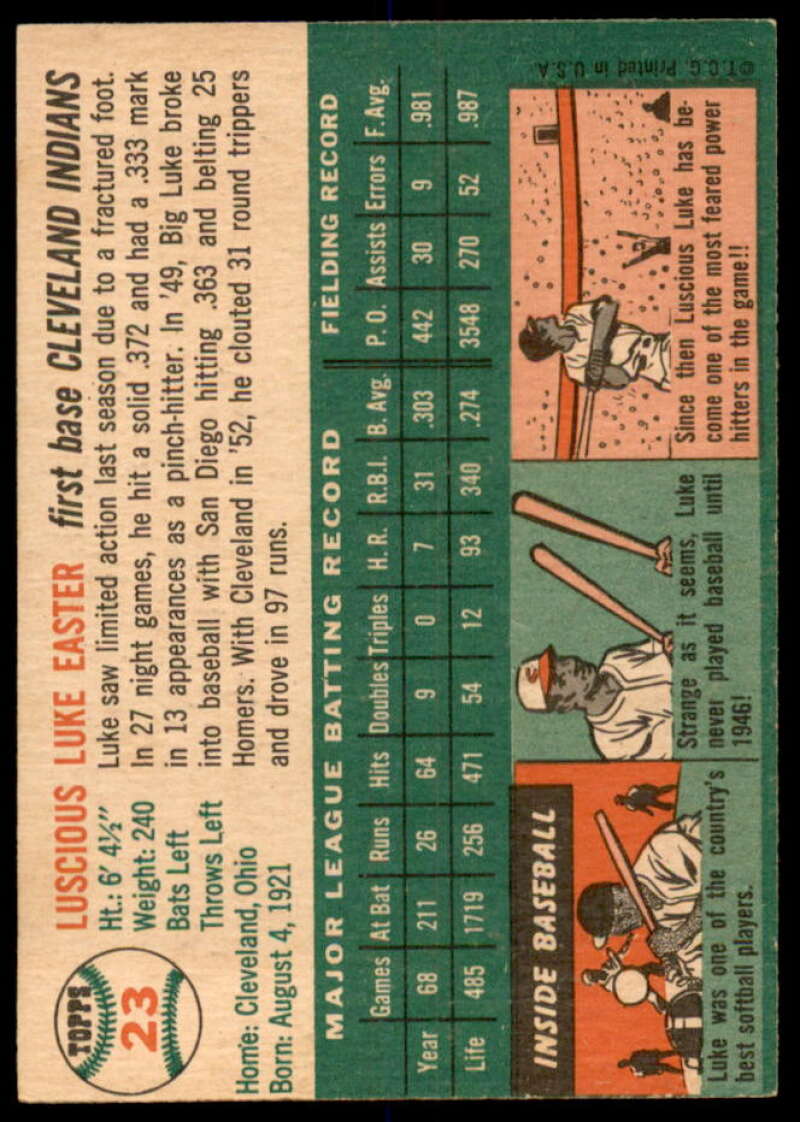 TOPPS
23
LUSCIOUS LUKE EASTER first base CLEVELAND INDIANS
Ht.: 6' 4½"
Weight: 240
Bats Left
Throws Left
Home: Cleveland, Ohio
Born: August 4, 1921
Luke saw limited action last season due to a fractured foot.
In 27 night games, he hit a solid .372 and had a .333 mark
in 13 appearances as a pinch-hitter. In '49, Big Luke broke
into baseball with San Diego hitting .363 and belting 25
Homers. With Cleveland in '52, he clouted 31 round trippers
and drove in 97 runs.
MAJOR LEAGUE BATTING RECORD FIELDING RECORD
Games At Bat Runs Hits Doubles Triples H. R. R.B.I. B. Avg. P. O. Assists Errors F. Avg.
Year 68 211 26 64 9 0 7 31 .303 442 30 9 .981
Life 485 1719 256 471 54 12 93 340 .274 3548 270 52 .987
INSIDE BASEBALL
Luke was one of the country's
best softball players.
Strange as it seems, Luke
never played baseball until
1946!
Since then Luscious Luke has be-
come one of the most feared power
hitters in the game!!
©T.C.G. Printed in U.S.A